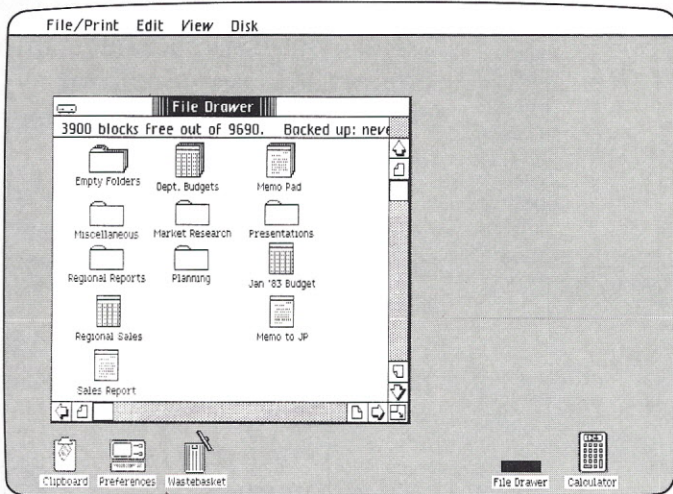 File/Print Edit View Disk
File Drawer
3900 blocks free out of 9690. Backed up: neve
Empty Folders Dept. Budgets Memo Pad
Miscellaneous Market Research Presentations
Regional Reports Planning Jan '83 Budget
Regional Sales Memo to JP
Sales Report
Clipboard Preferences Wastebasket File Drawer Calculator